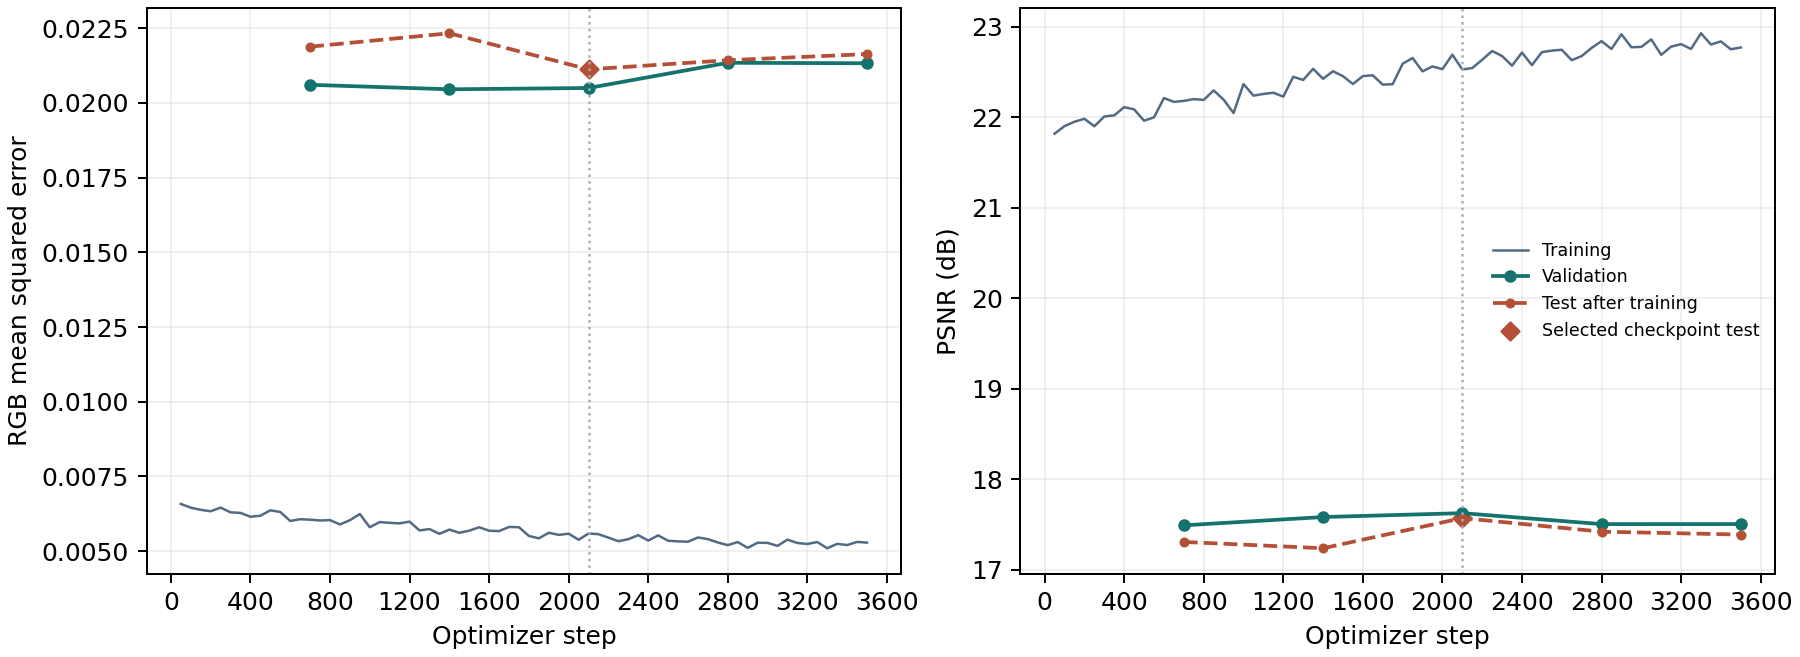 RGB mean squared error
0.0225
0.0200
0.0175
0.0150
0.0125
0.0100
0.0075
0.0050
0 400 800 1200 1600 2000 2400 2800 3200 3600
Optimizer step
PSNR (dB)
23
22
21
20
19
18
17
Training
Validation
Test after training
Selected checkpoint test
0 400 800 1200 1600 2000 2400 2800 3200 3600
Optimizer step